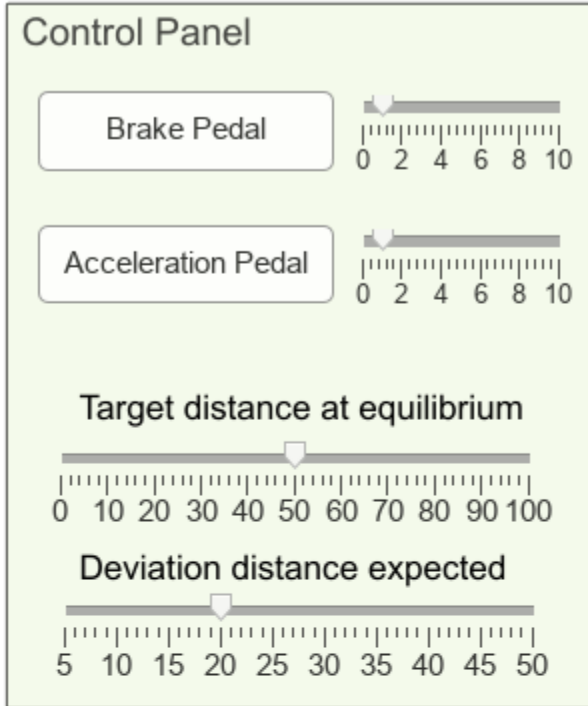 Control Panel
Brake Pedal
0 2 4 6 8 10
Acceleration Pedal
0 2 4 6 8 10
Target distance at equilibrium
0 10 20 30 40 50 60 70 80 90 100
Deviation distance expected
5 10 15 20 25 30 35 40 45 50